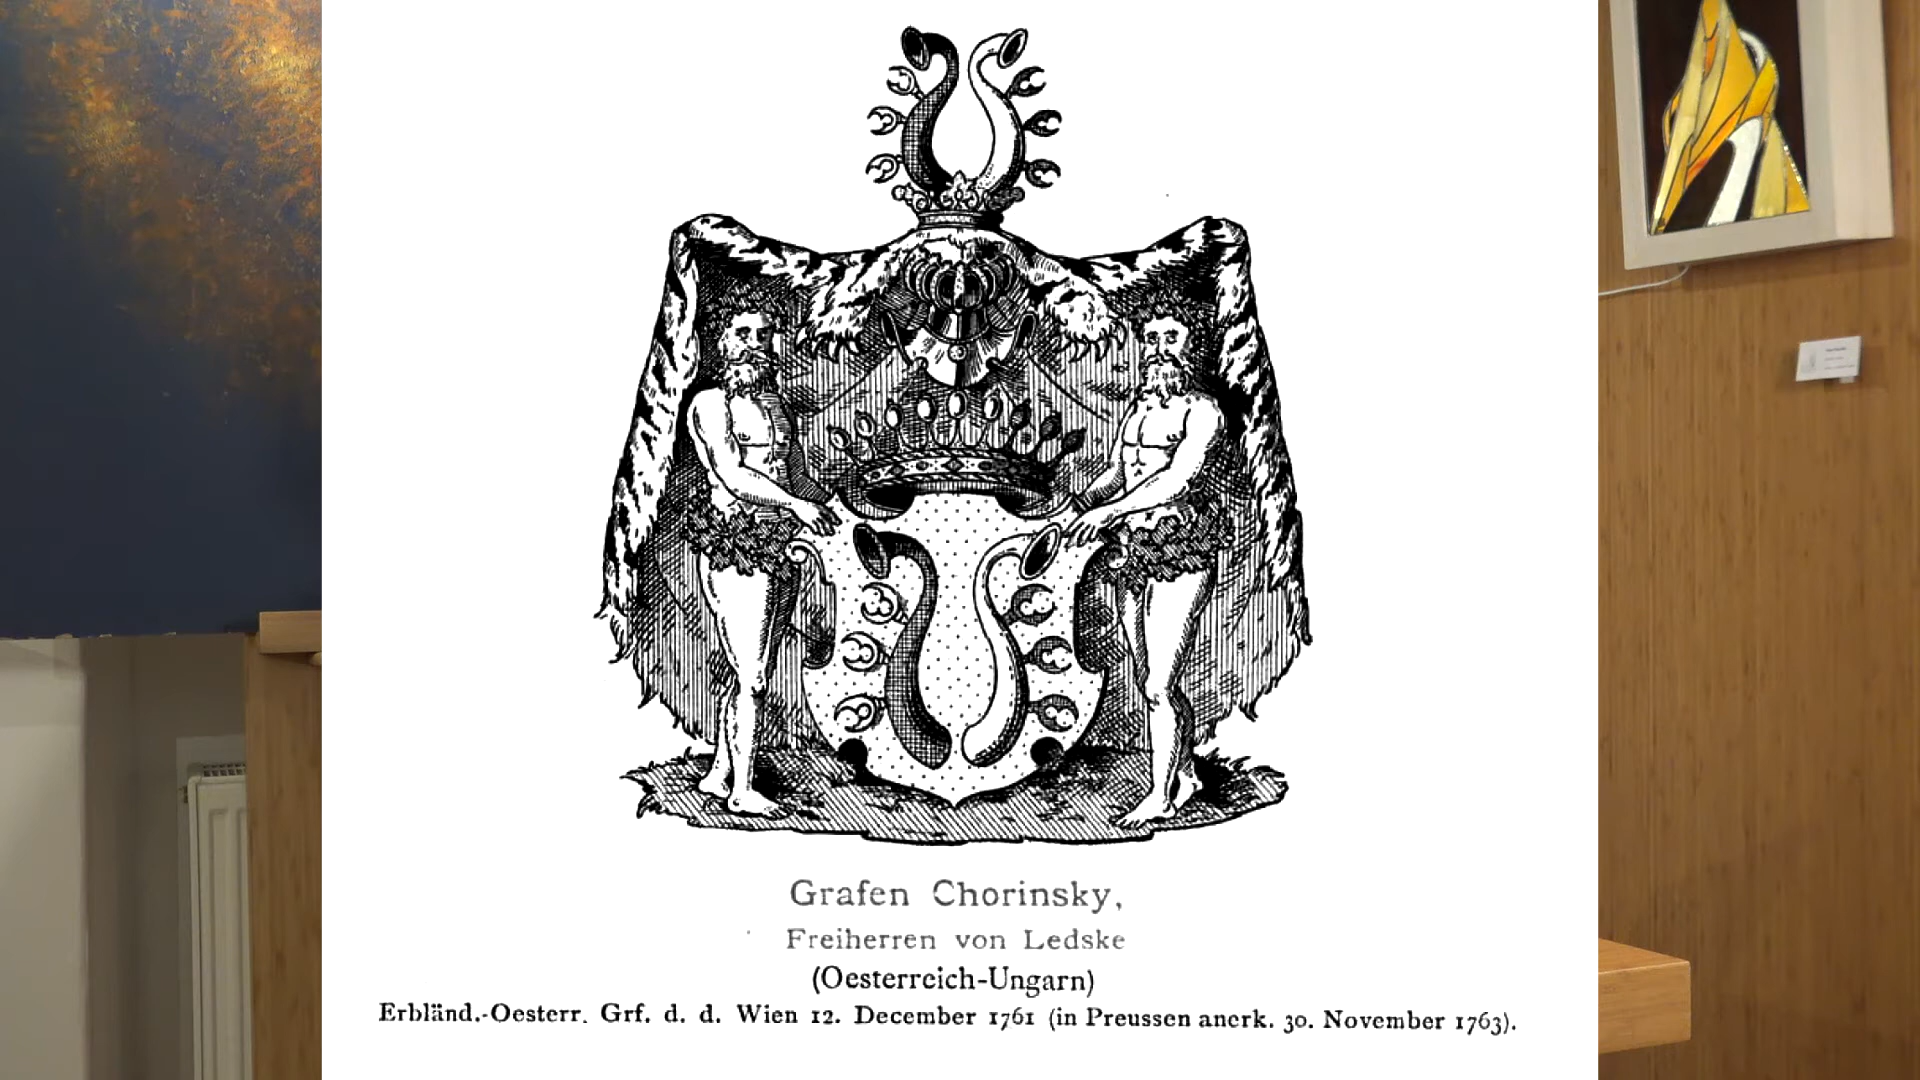 Grafen Chorinsky,
Freiherren von Ledske
(Oesterreich-Ungarn)
Erbländ.-Oesterr. Grf. d. d. Wien 12. December 1761 (in Preussen anerk. 30. November 1763).